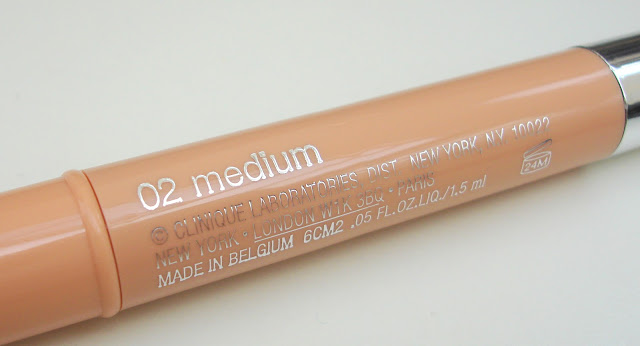 02 medium
© CLINIQUE LABORATORIES, DIST. NEW YORK, N.Y. 10022
NEW YORK · LONDON W1K 3BQ · PARIS
MADE IN BELGIUM 6CM2 .05 FL.OZ.LIQ./1.5 ml
24M